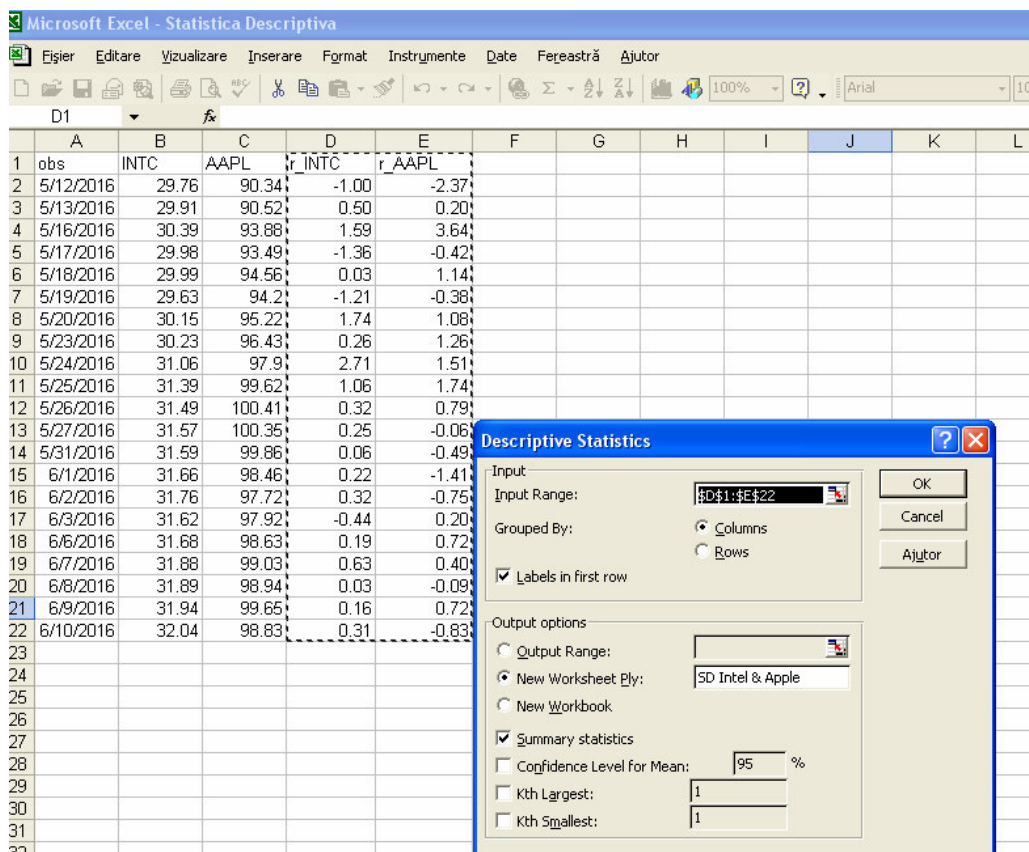 Microsoft Excel - Statistica Descriptiva
Fișier Editare Vizualizare Inserare Format Instrumente Date Fereastră Ajutor
100% Arial 10
D1 fx
A B C D E F G H I J K L
1 obs INTC AAPL r_INTC r_AAPL
2 5/12/2016 29.76 90.34 -1.00 -2.37
3 5/13/2016 29.91 90.52 0.50 0.20
4 5/16/2016 30.39 93.88 1.59 3.64
5 5/17/2016 29.98 93.49 -1.36 -0.42
6 5/18/2016 29.99 94.56 0.03 1.14
7 5/19/2016 29.63 94.2 -1.21 -0.38
8 5/20/2016 30.15 95.22 1.74 1.08
9 5/23/2016 30.23 96.43 0.26 1.26
10 5/24/2016 31.06 97.9 2.71 1.51
11 5/25/2016 31.39 99.62 1.06 1.74
12 5/26/2016 31.49 100.41 0.32 0.79
13 5/27/2016 31.57 100.35 0.25 -0.06
14 5/31/2016 31.59 99.86 0.06 -0.49
15 6/1/2016 31.66 98.46 0.22 -1.41
16 6/2/2016 31.76 97.72 0.32 -0.75
17 6/3/2016 31.62 97.92 -0.44 0.20
18 6/6/2016 31.68 98.63 0.19 0.72
19 6/7/2016 31.88 99.03 0.63 0.40
20 6/8/2016 31.89 98.94 0.03 -0.09
21 6/9/2016 31.94 99.65 0.16 0.72
22 6/10/2016 32.04 98.83 0.31 -0.83
23
24
25
26
27
28
29
30
31
32
Descriptive Statistics
Input
Input Range: $D$1:$E$22
Grouped By: Columns
Rows
Labels in first row
OK
Cancel
Ajutor
Output options
Output Range:
New Worksheet Ply: SD Intel & Apple
New Workbook
Summary statistics
Confidence Level for Mean: 95 %
Kth Largest: 1
Kth Smallest: 1